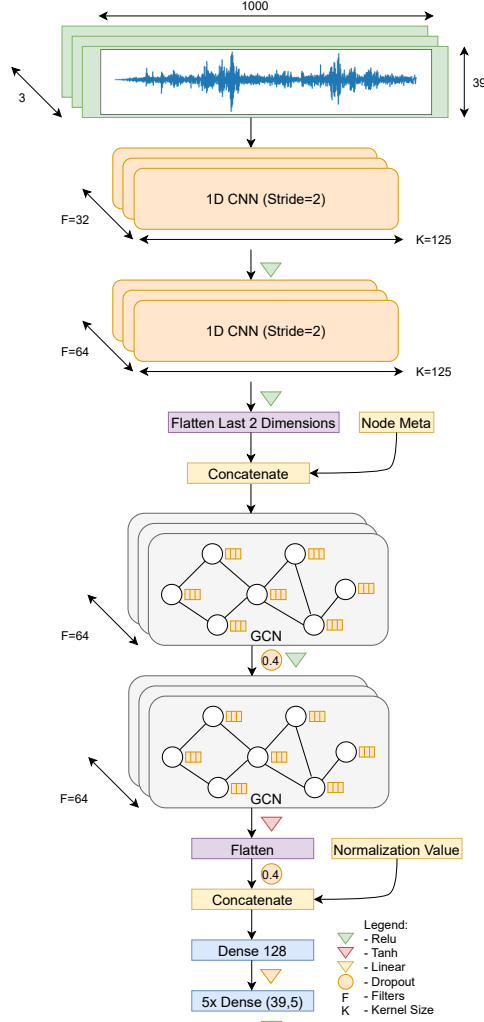 1000
39
3
1D CNN (Stride=2)
F=32
K=125
1D CNN (Stride=2)
F=64
K=125
Flatten Last 2 Dimensions
Node Meta
Concatenate
GCN
F=64
0.4
GCN
F=64
Flatten
Normalization Value
0.4
Concatenate
Legend:
- Relu
- Tanh
- Linear
- Dropout
F - Filters
K - Kernel Size
Dense 128
5x Dense (39,5)